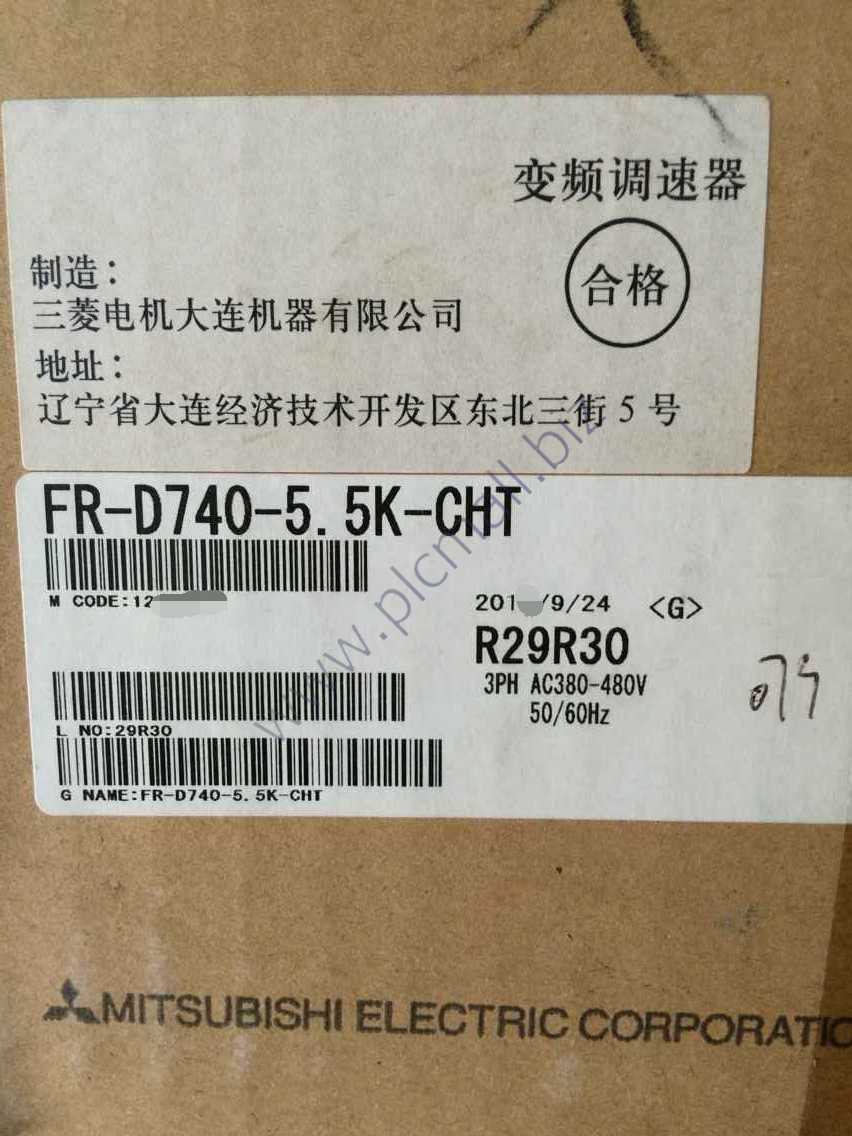 变频调速器
合格
制造：
三菱电机大连机器有限公司
地址：
辽宁省大连经济技术开发区东北三街 5 号
FR-D740-5.5K-CHT
M CODE:12
201 /9/24 <G>
R29R30
3PH AC380-480V
50/60Hz
L NO:29R30
G NAME:FR-D740-5.5K-CHT
www.plcmall.biz
MITSUBISHI ELECTRIC CORPORATIO